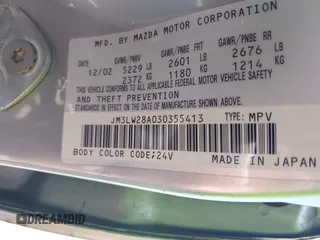 MFD. BY MAZDA MOTOR CORPORATION
GVWR/PNBV GAWR/PNBE FRT GAWR/PNBE RR
12/02 5229 LB 2601 LB 2676 LB
2372 KG 1180 KG 1214 KG
THIS VEHICLE CONFORMS TO ALL APPLICABLE FEDERAL MOTOR VEHICLE SAFETY, BUMPER,
AND THEFT PREVENTION
STANDARDS IN EFFECT ON THE DATE OF MANUFACTURE SHOWN ABOVE.
JM3LW28A030355413 TYPE: MPV
BODY COLOR CODE/24V MADE IN JAPAN
DREAMBID